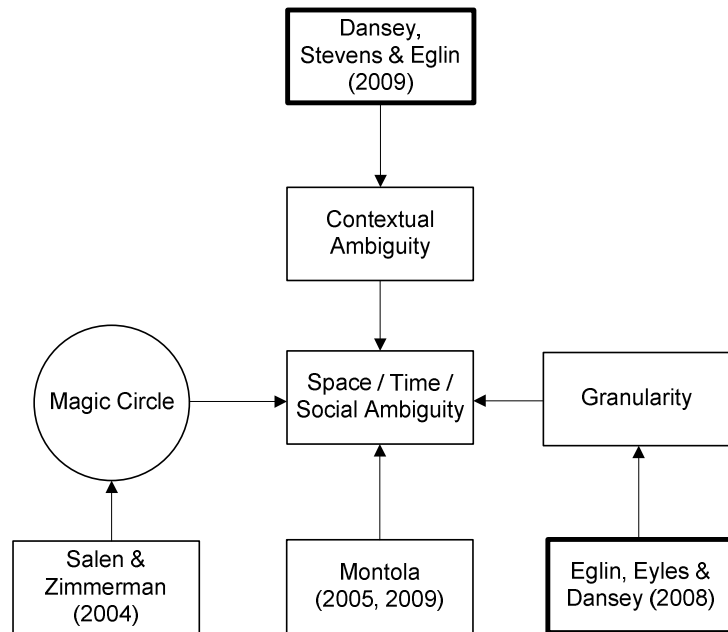 Dansey,
Stevens & Eglin
(2009)
Contextual
Ambiguity
Magic Circle
Space / Time /
Social Ambiguity
Granularity
Salen &
Zimmerman
(2004)
Montola
(2005, 2009)
Eglin, Eyles &
Dansey (2008)